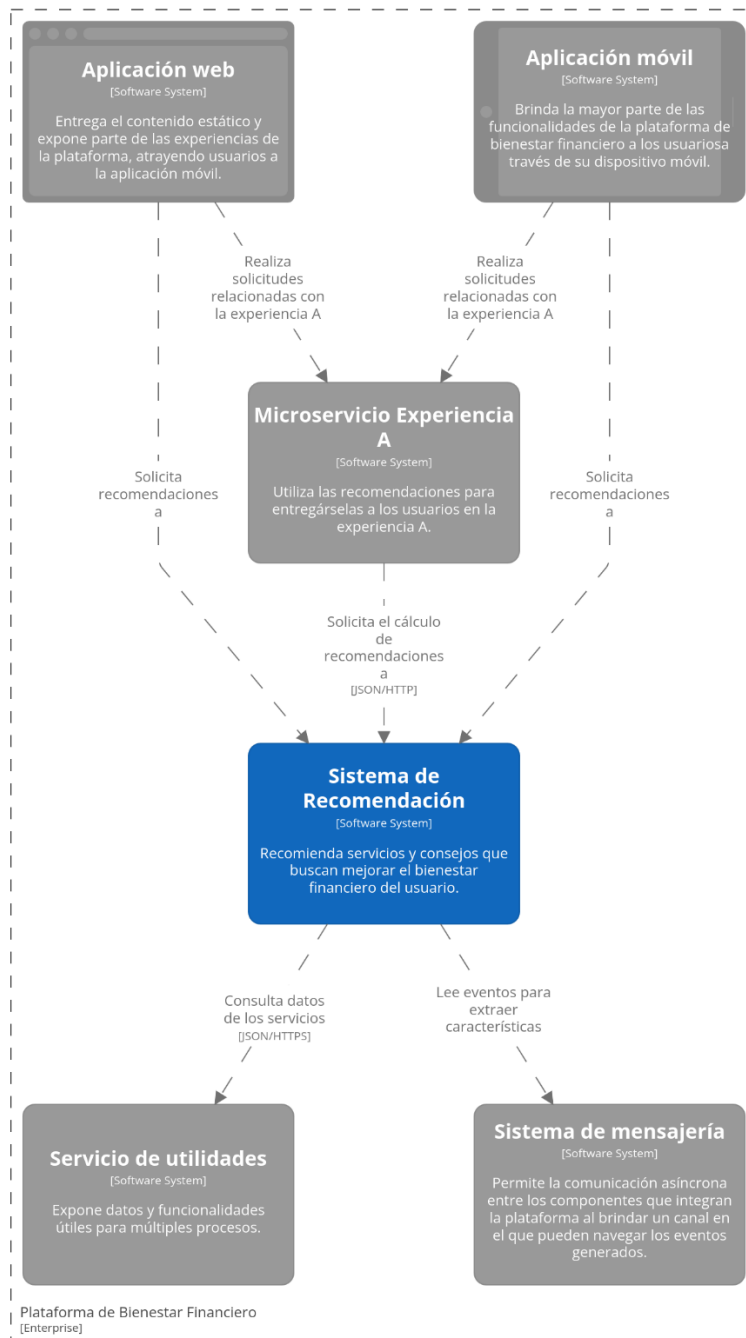 Aplicación web
[Software System]
Entrega el contenido estático y
expone parte de las experiencias de
la plataforma, atrayendo usuarios a
la aplicación móvil.
Aplicación móvil
[Software System]
Brinda la mayor parte de las
funcionalidades de la plataforma de
bienestar financiero a los usuariosa
través de su dispositivo móvil.
Realiza
solicitudes
relacionadas con
la experiencia A
Realiza
solicitudes
relacionadas con
la experiencia A
Microservicio Experiencia
A
[Software System]
Utiliza las recomendaciones para
entregárselas a los usuarios en la
experiencia A.
Solicita
recomendaciones
a
Solicita
recomendaciones
a
Solicita el cálculo
de
recomendaciones
a
[JSON/HTTP]
Sistema de
Recomendación
[Software System]
Recomienda servicios y consejos que
buscan mejorar el bienestar
financiero del usuario.
Consulta datos
de los servicios
[JSON/HTTPS]
Lee eventos para
extraer
características
Servicio de utilidades
[Software System]
Expone datos y funcionalidades
útiles para múltiples procesos.
Sistema de mensajería
[Software System]
Permite la comunicación asíncrona
entre los componentes que integran
la plataforma al brindar un canal en
el que pueden navegar los eventos
generados.
Plataforma de Bienestar Financiero
[Enterprise]